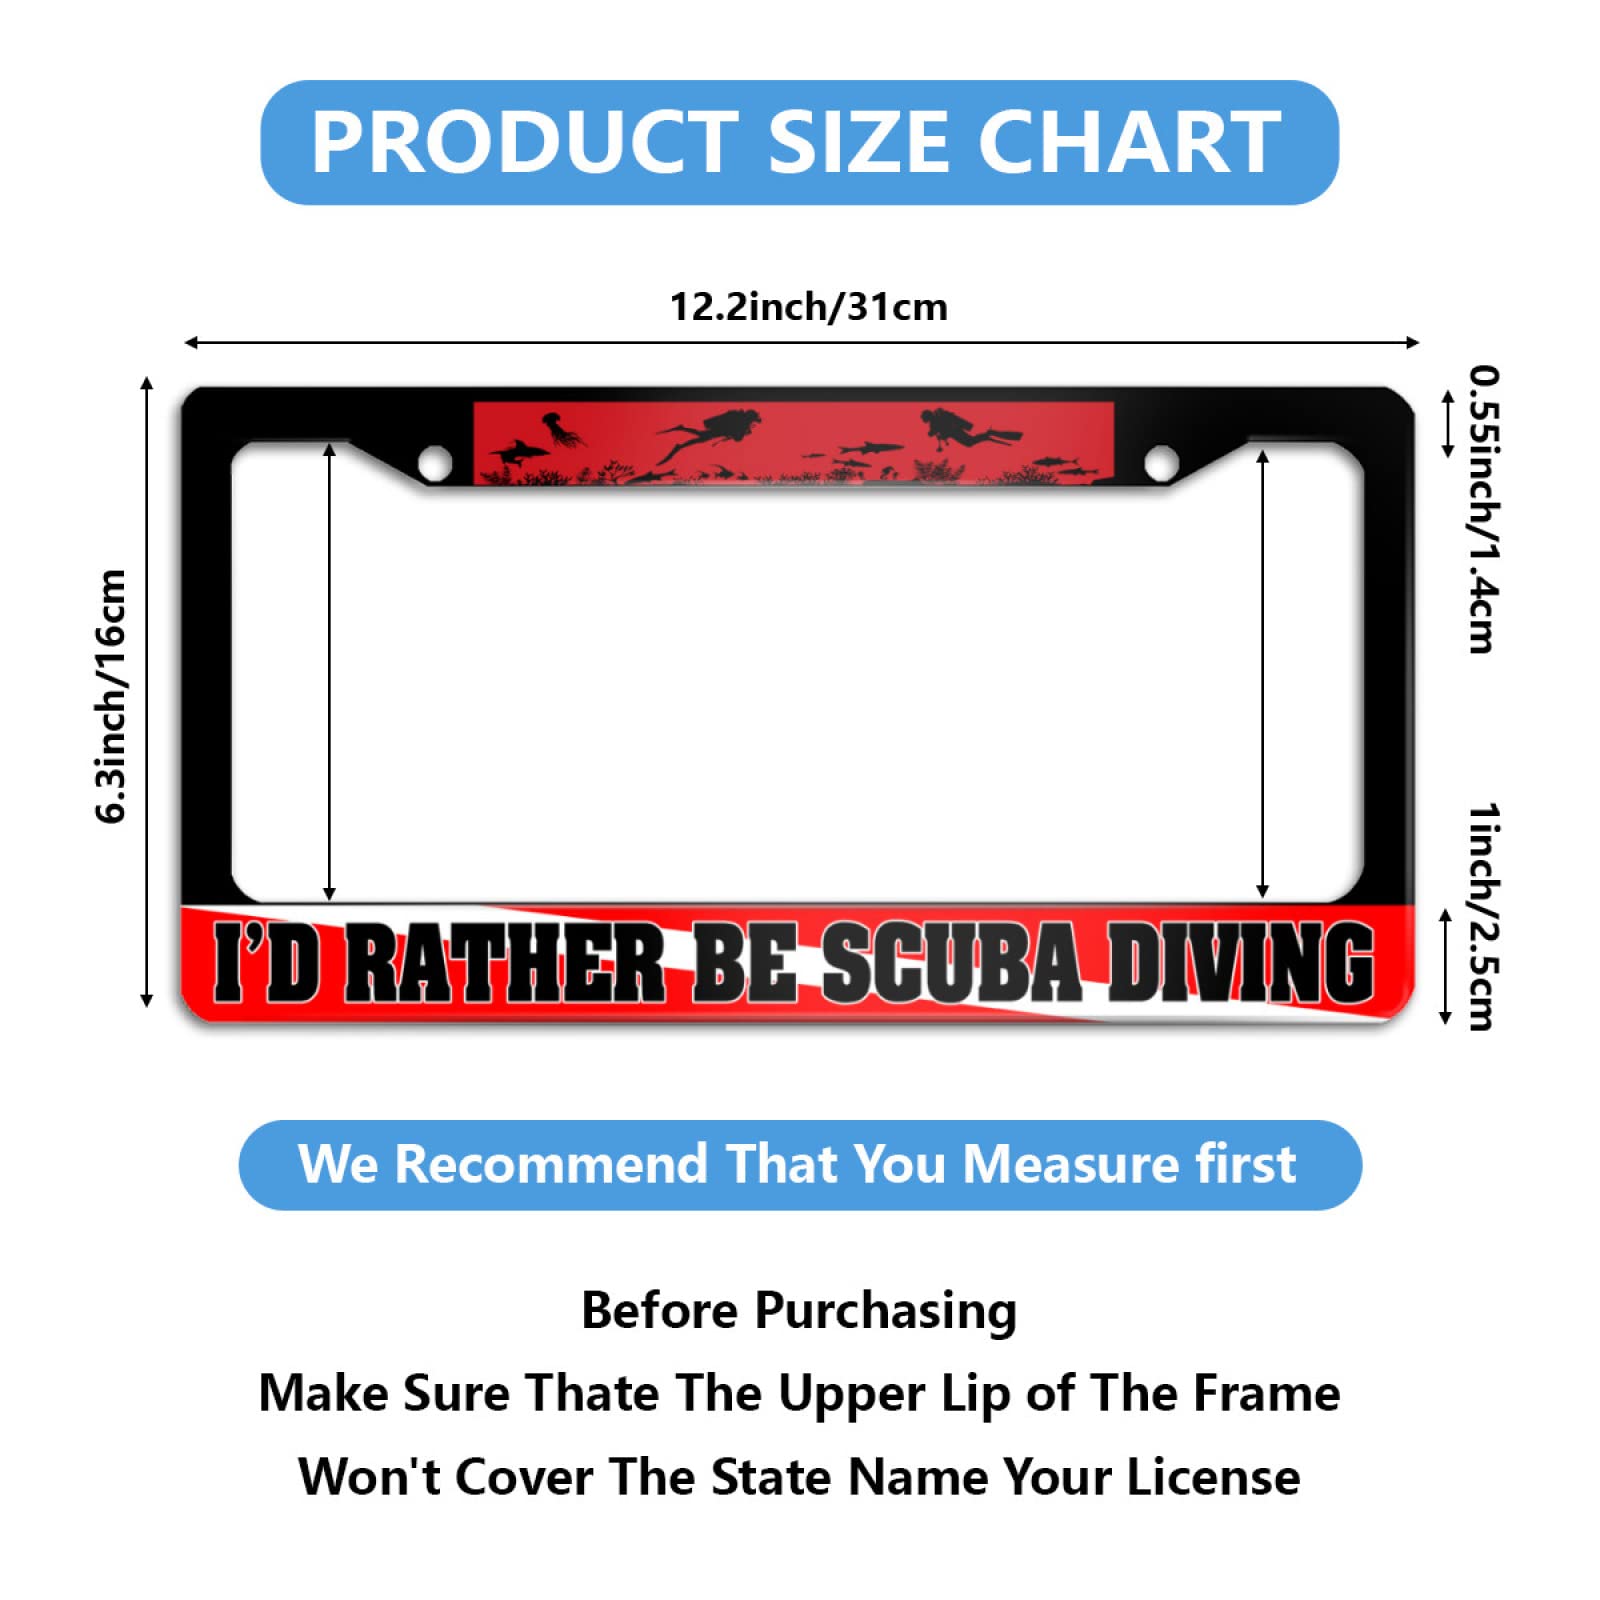 PRODUCT SIZE CHART
12.2inch/31cm
0.55inch/1.4cm
6.3inch/16cm
1inch/2.5cm
I'D RATHER BE SCUBA DIVING
We Recommend That You Measure first
Before Purchasing
Make Sure Thate The Upper Lip of The Frame
Won't Cover The State Name Your License